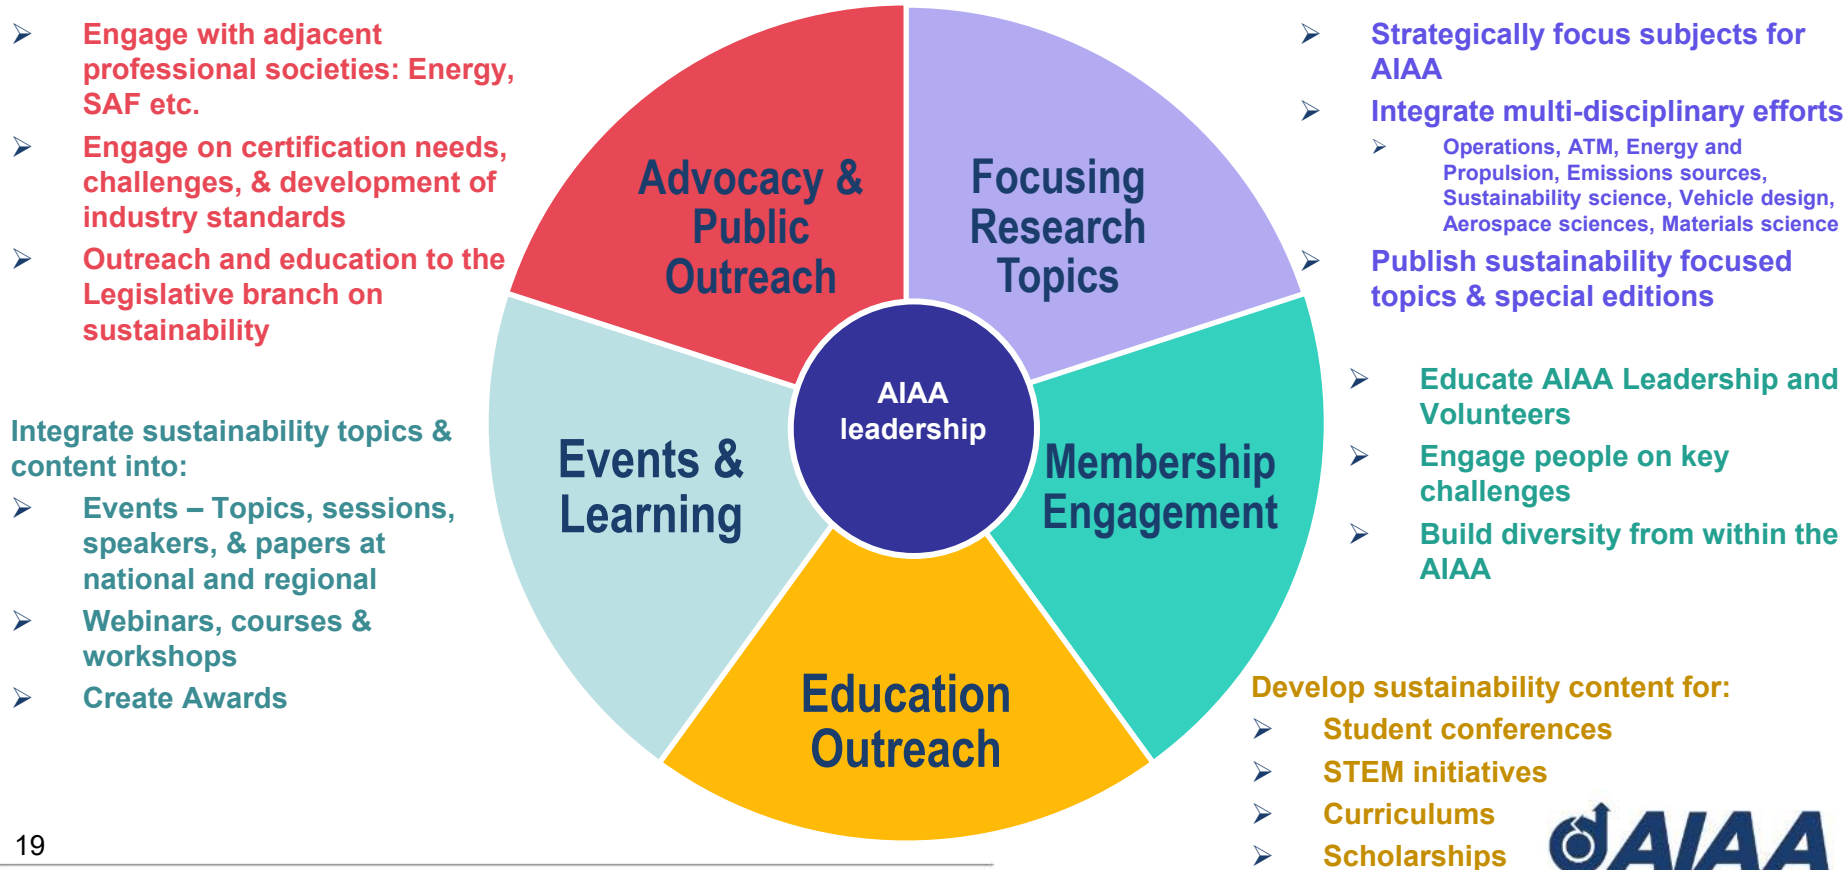 ➢ Engage with adjacent
professional societies: Energy,
SAF etc.
➢ Engage on certification needs,
challenges, & development of
industry standards
➢ Outreach and education to the
Legislative branch on
sustainability
Integrate sustainability topics &
content into:
➢ Events – Topics, sessions,
speakers, & papers at
national and regional
➢ Webinars, courses &
workshops
➢ Create Awards
Advocacy &
Public
Outreach
Focusing
Research
Topics
AIAA
leadership
Events &
Learning
Membership
Engagement
Education
Outreach
➢ Strategically focus subjects for
AIAA
➢ Integrate multi-disciplinary efforts
➢ Operations, ATM, Energy and
Propulsion, Emissions sources,
Sustainability science, Vehicle design,
Aerospace sciences, Materials science
➢ Publish sustainability focused
topics & special editions
➢ Educate AIAA Leadership and
Volunteers
➢ Engage people on key
challenges
➢ Build diversity from within the
AIAA
Develop sustainability content for:
➢ Student conferences
➢ STEM initiatives
➢ Curriculums
➢ Scholarships
19
AIAA